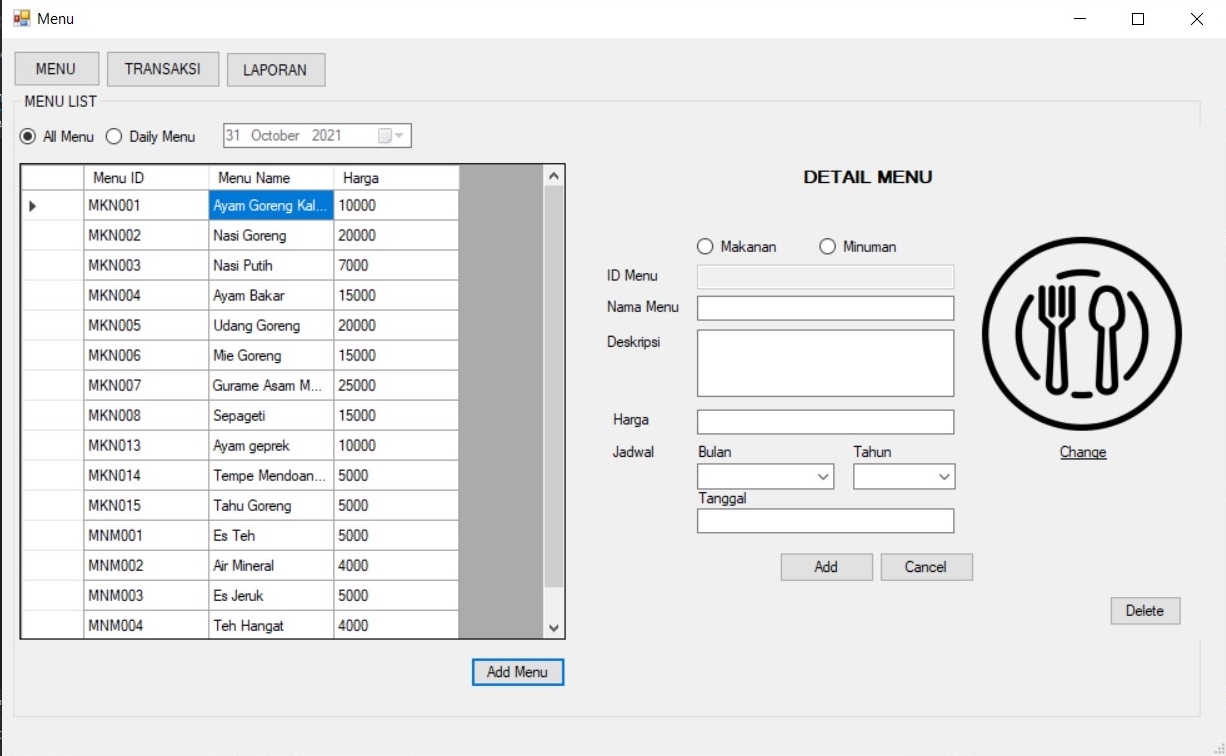 Menu
MENU TRANSAKSI LAPORAN
MENU LIST
All Menu Daily Menu 31 October 2021
Menu ID Menu Name Harga
MKN001 Ayam Goreng Kal... 10000
MKN002 Nasi Goreng 20000
MKN003 Nasi Putih 7000
MKN004 Ayam Bakar 15000
MKN005 Udang Goreng 20000
MKN006 Mie Goreng 15000
MKN007 Gurame Asam M... 25000
MKN008 Sepageti 15000
MKN013 Ayam geprek 10000
MKN014 Tempe Mendoan... 5000
MKN015 Tahu Goreng 5000
MNM001 Es Teh 5000
MNM002 Air Mineral 4000
MNM003 Es Jeruk 5000
MNM004 Teh Hangat 4000
Add Menu
DETAIL MENU
Makanan Minuman
ID Menu
Nama Menu
Deskripsi
Harga
Jadwal Bulan Tahun
Tanggal
Change
Add Cancel
Delete